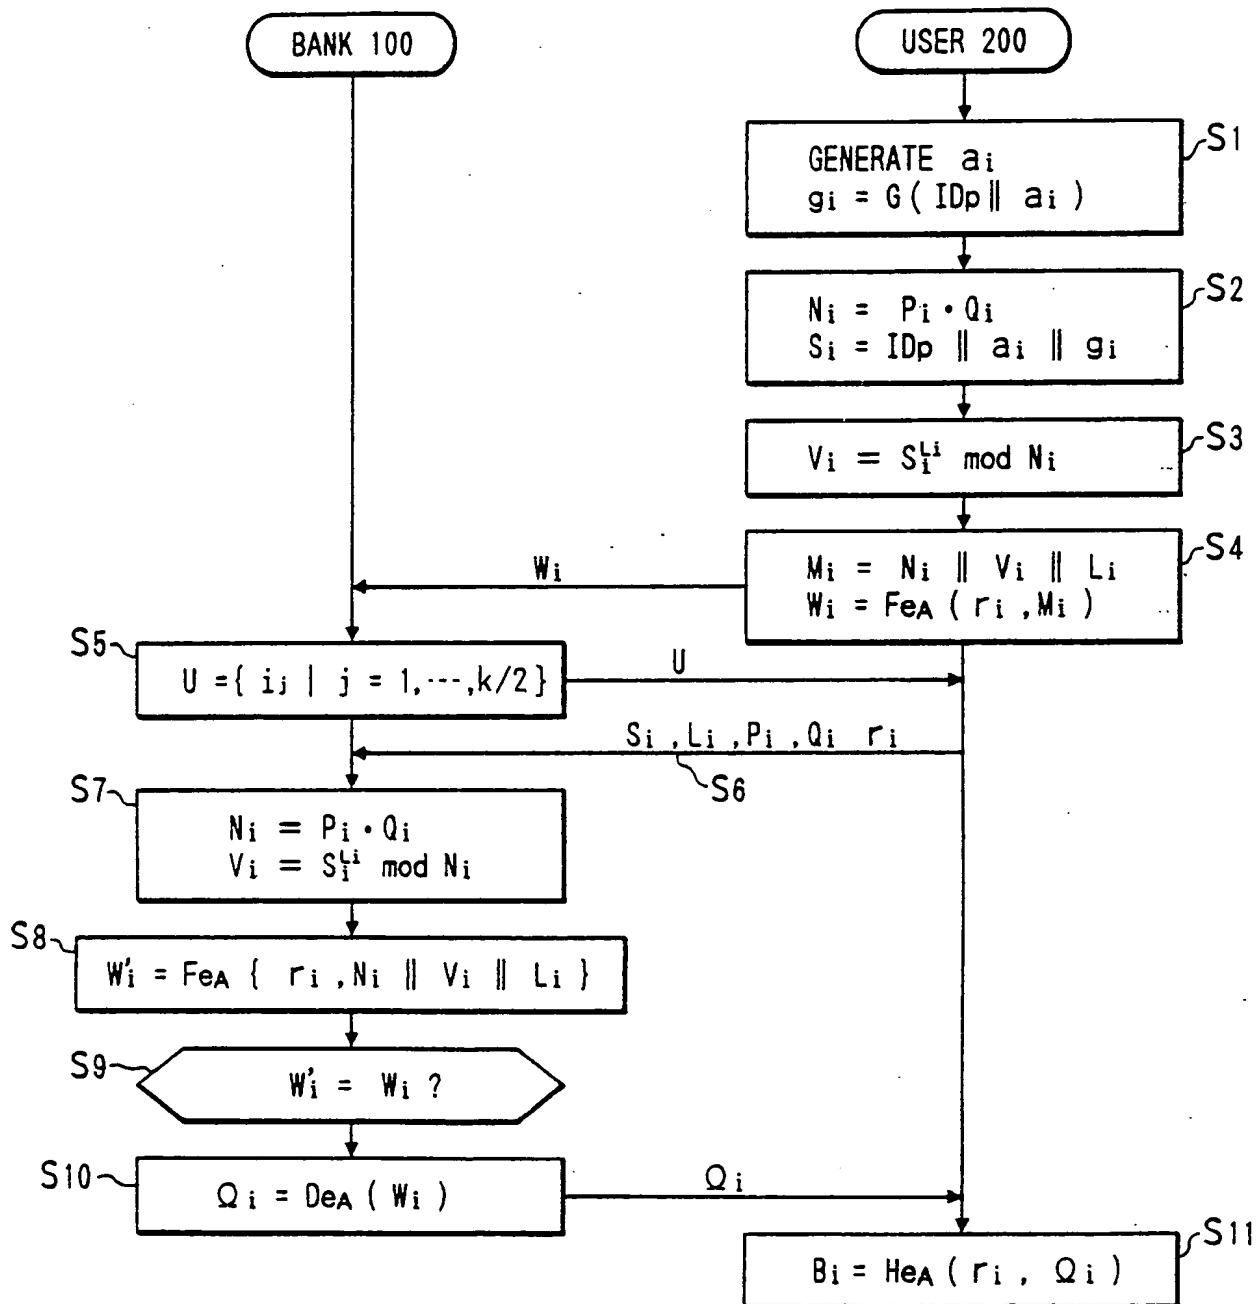 BANK 100
USER 200
S1
GENERATE ai
gi = G( IDp ∥ ai )
S2
Ni = Pi · Qi
Si = IDp ∥ ai ∥ gi
S3
Vi = Si^Li mod Ni
S4
Mi = Ni ∥ Vi ∥ Li
Wi = FeA ( ri , Mi )
Wi
S5
U = { ij | j = 1, ---, k/2 }
U
Si , Li , Pi , Qi ri
S6
S7
Ni = Pi · Qi
Vi = Si^Li mod Ni
S8
W'i = FeA { ri , Ni ∥ Vi ∥ Li }
S9
W'i = Wi ?
S10
Ωi = DeA ( Wi )
Ωi
S11
Bi = HeA ( ri , Ωi )